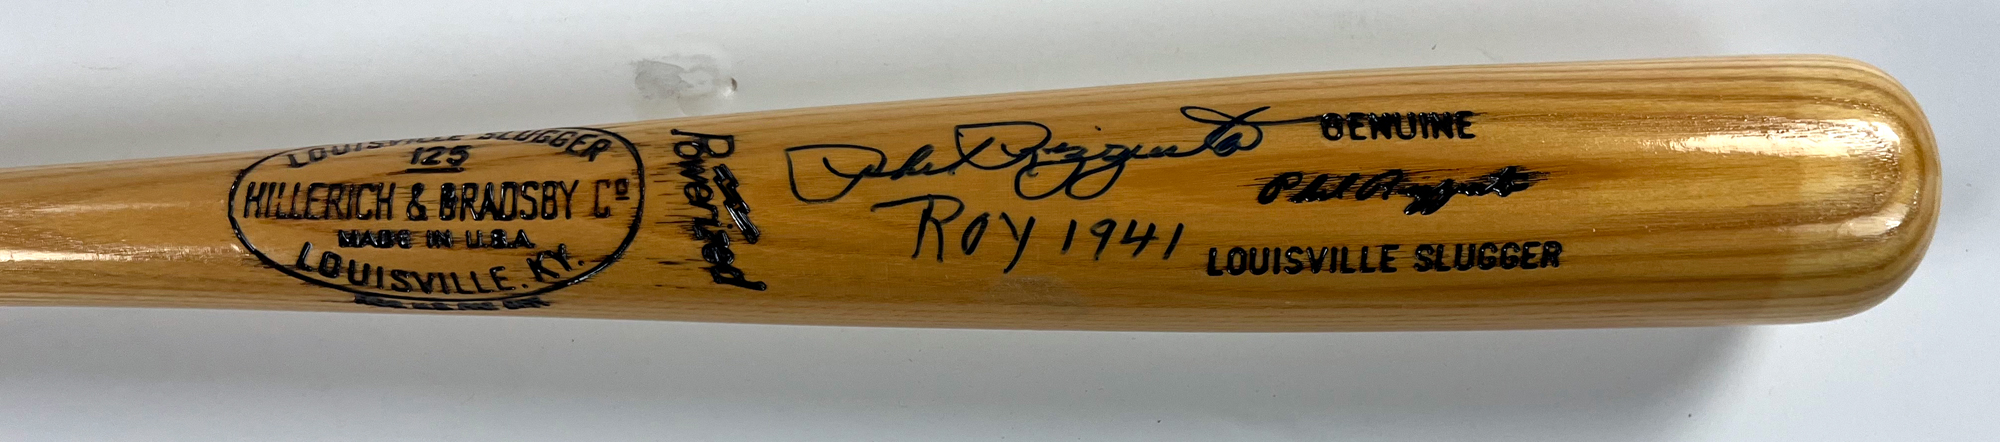 LOUISVILLE SLUGGER
125
HILLERICH & BRADSBY Cº
MADE IN U.S.A.
LOUISVILLE. KY.
Powerized
Phil Rizzuto
ROY 1941
GENUINE
Phil Rizzuto
LOUISVILLE SLUGGER